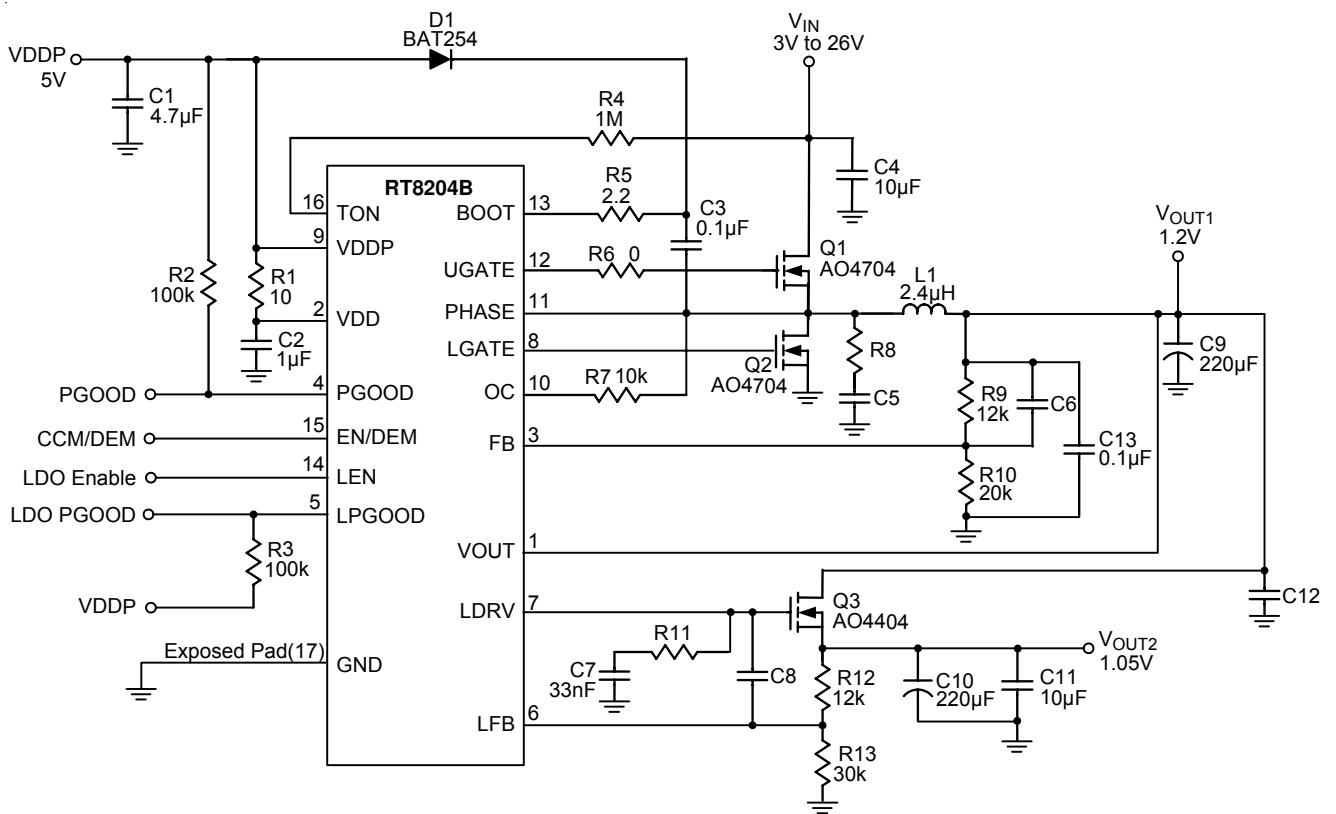 D1
BAT254
VDDP
5V
VIN
3V to 26V
C1
4.7µF
R4
1M
C4
10µF
RT8204B
R5
2.2
C3
0.1µF
16
TON
BOOT
13
9
VDDP
R6 0
Q1
AO4704
VOUT1
1.2V
R2
100k
R1
10
UGATE
12
L1
2.4µH
2
VDD
PHASE
11
C2
1µF
LGATE
8
Q2
AO4704
R8
C9
220µF
PGOOD
4
PGOOD
OC
10
R7 10k
C5
R9
12k
C6
CCM/DEM
15
EN/DEM
FB
3
C13
0.1µF
LDO Enable
14
LEN
R10
20k
LDO PGOOD
5
LPGOOD
R3
100k
VOUT
1
VDDP
LDRV
7
Q3
AO4404
C12
Exposed Pad(17)
GND
R11
C7
33nF
C8
R12
12k
VOUT2
1.05V
C10
220µF
C11
10µF
LFB
6
R13
30k